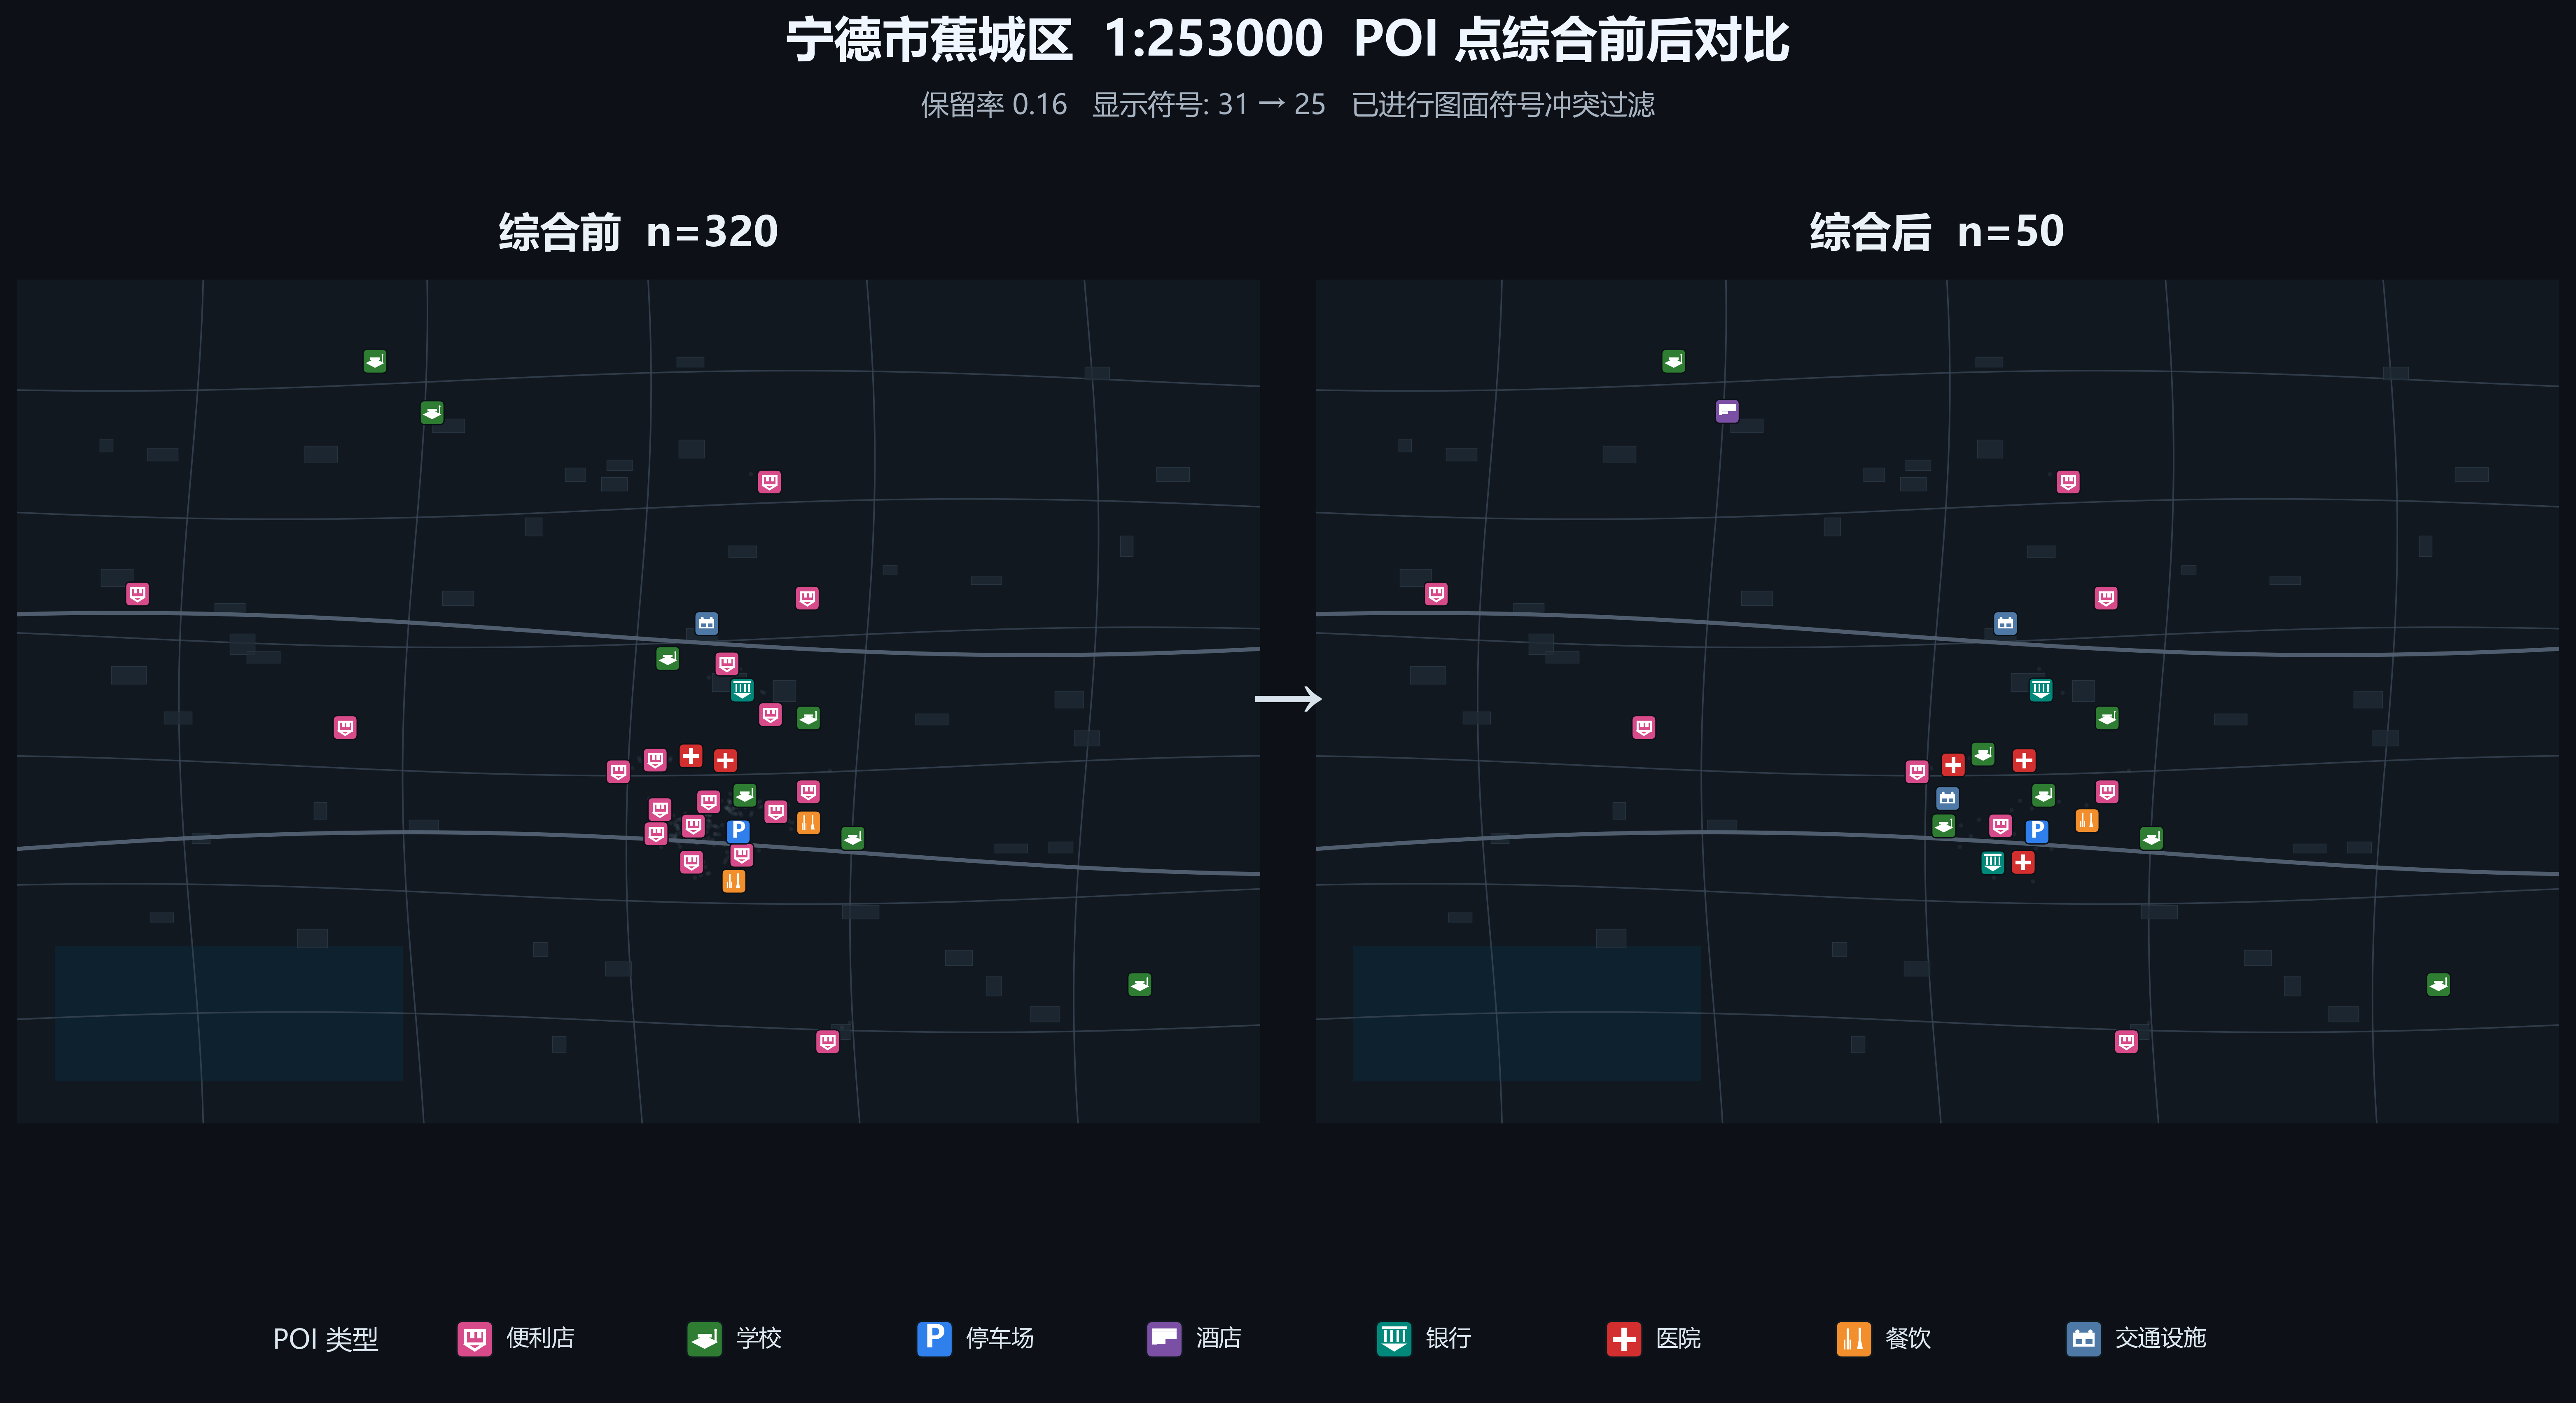 宁德市蕉城区 1:253000 POI 点综合前后对比
保留率 0.16 显示符号: 31 → 25 已进行图面符号冲突过滤
综合前 n=320
综合后 n=50
→
P
P
POI 类型
便利店
学校
P 停车场
酒店
银行
医院
餐饮
交通设施